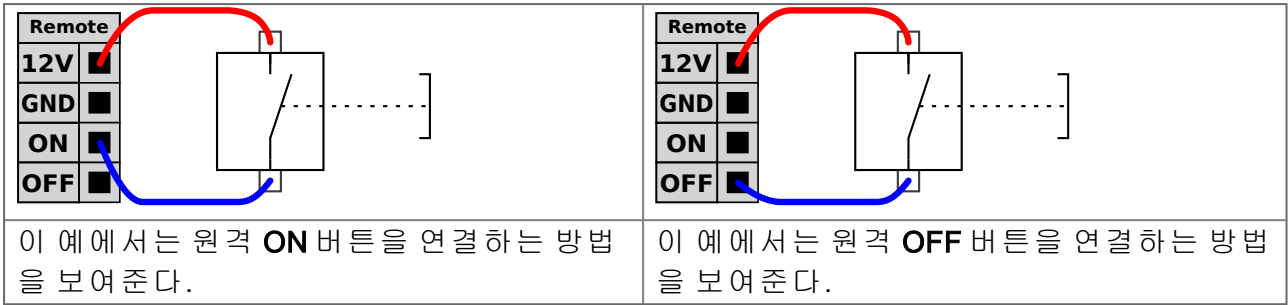 Remote
12V
GND
ON
OFF
Remote
12V
GND
ON
OFF
이 예에서는 원격 ON 버튼을 연결하는 방법
을 보여준다.
이 예에서는 원격 OFF 버튼을 연결하는 방법
을 보여준다.